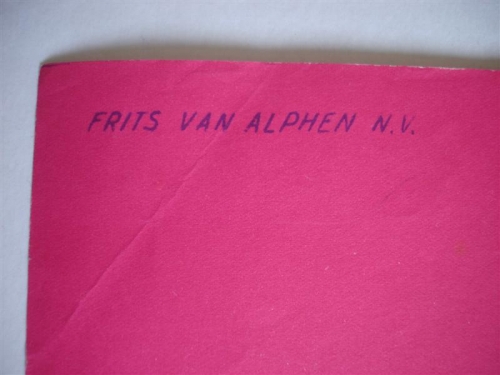 FRITS VAN ALPHEN N.V.